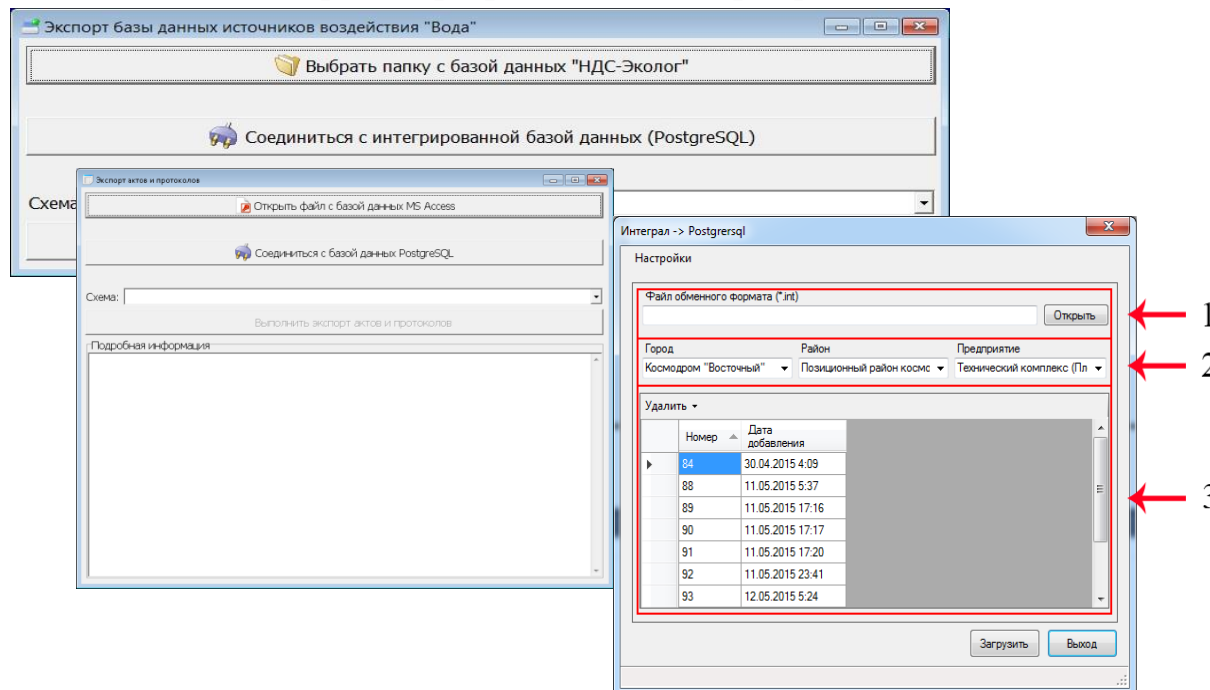 Экспорт базы данных источников воздействия "Вода"
Выбрать папку с базой данных "НДС-Эколог"
Соединиться с интегрированной базой данных (PostgreSQL)
Схема
Экспорт актов и протоколов
Открыть файл с базой данных MS Access
Соединиться с базой данных PostgreSQL
Схема:
Выполнить экспорт актов и протоколов
Подробная информация
Интеграл -> Postgrersql
Настройки
Файл обменного формата (*.int)
Открыть
1
Город Район Предприятие
Космодром "Восточный" Позиционный район космс Технический комплекс (Пл
2
Удалить
Номер Дата добавления
84 30.04.2015 4:09
88 11.05.2015 5:37
89 11.05.2015 17:16
3
90 11.05.2015 17:17
91 11.05.2015 17:20
92 11.05.2015 23:41
93 12.05.2015 5:24
Загрузить Выход